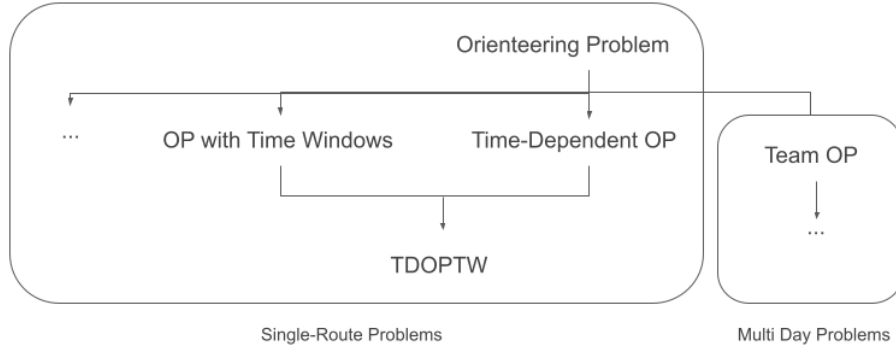 Orienteering Problem
...
OP with Time Windows
Time-Dependent OP
Team OP
...
TDOPTW
Single-Route Problems
Multi Day Problems